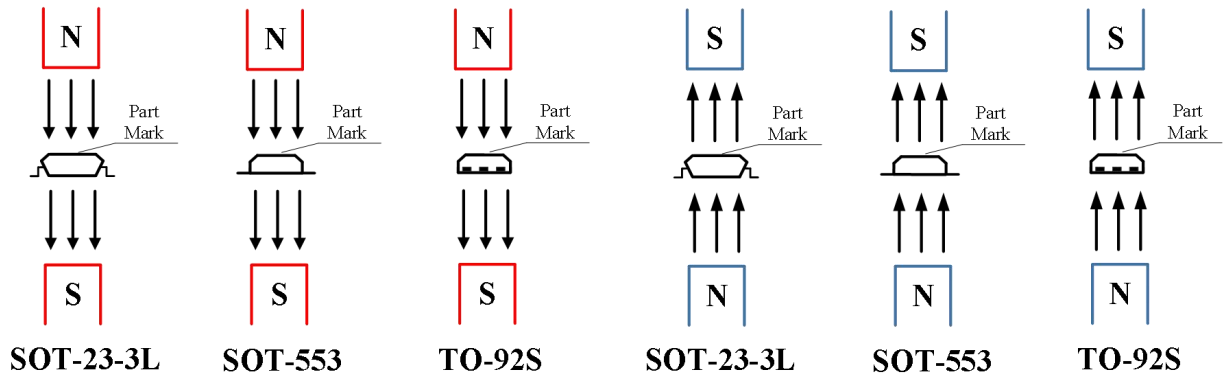 N N N S S S
Part Part Part Part Part Part
Mark Mark Mark Mark Mark Mark
S S S N N N
SOT-23-3L SOT-553 TO-92S SOT-23-3L SOT-553 TO-92S